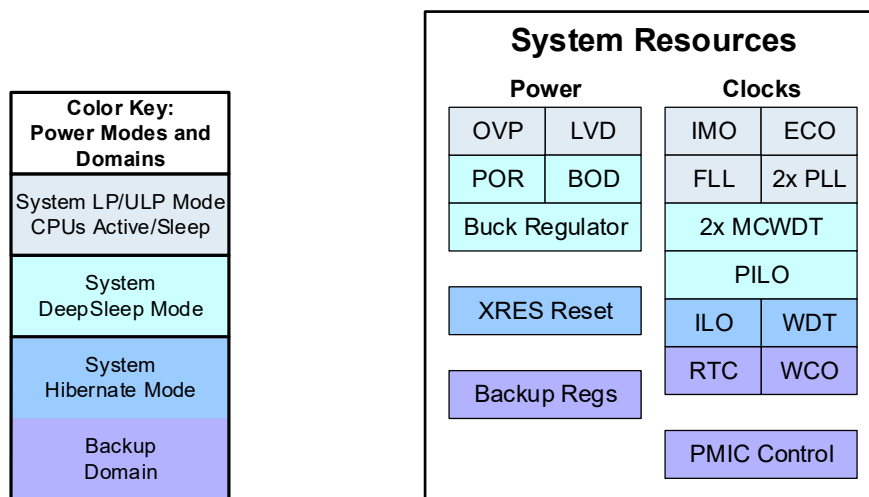 Color Key:
Power Modes and
Domains
System LP/ULP Mode
CPUs Active/Sleep
System
DeepSleep Mode
System
Hibernate Mode
Backup
Domain
System Resources
Power
OVP LVD
POR BOD
Buck Regulator
XRES Reset
Backup Regs
Clocks
IMO ECO
FLL 2x PLL
2x MCWDT
PILO
ILO WDT
RTC WCO
PMIC Control